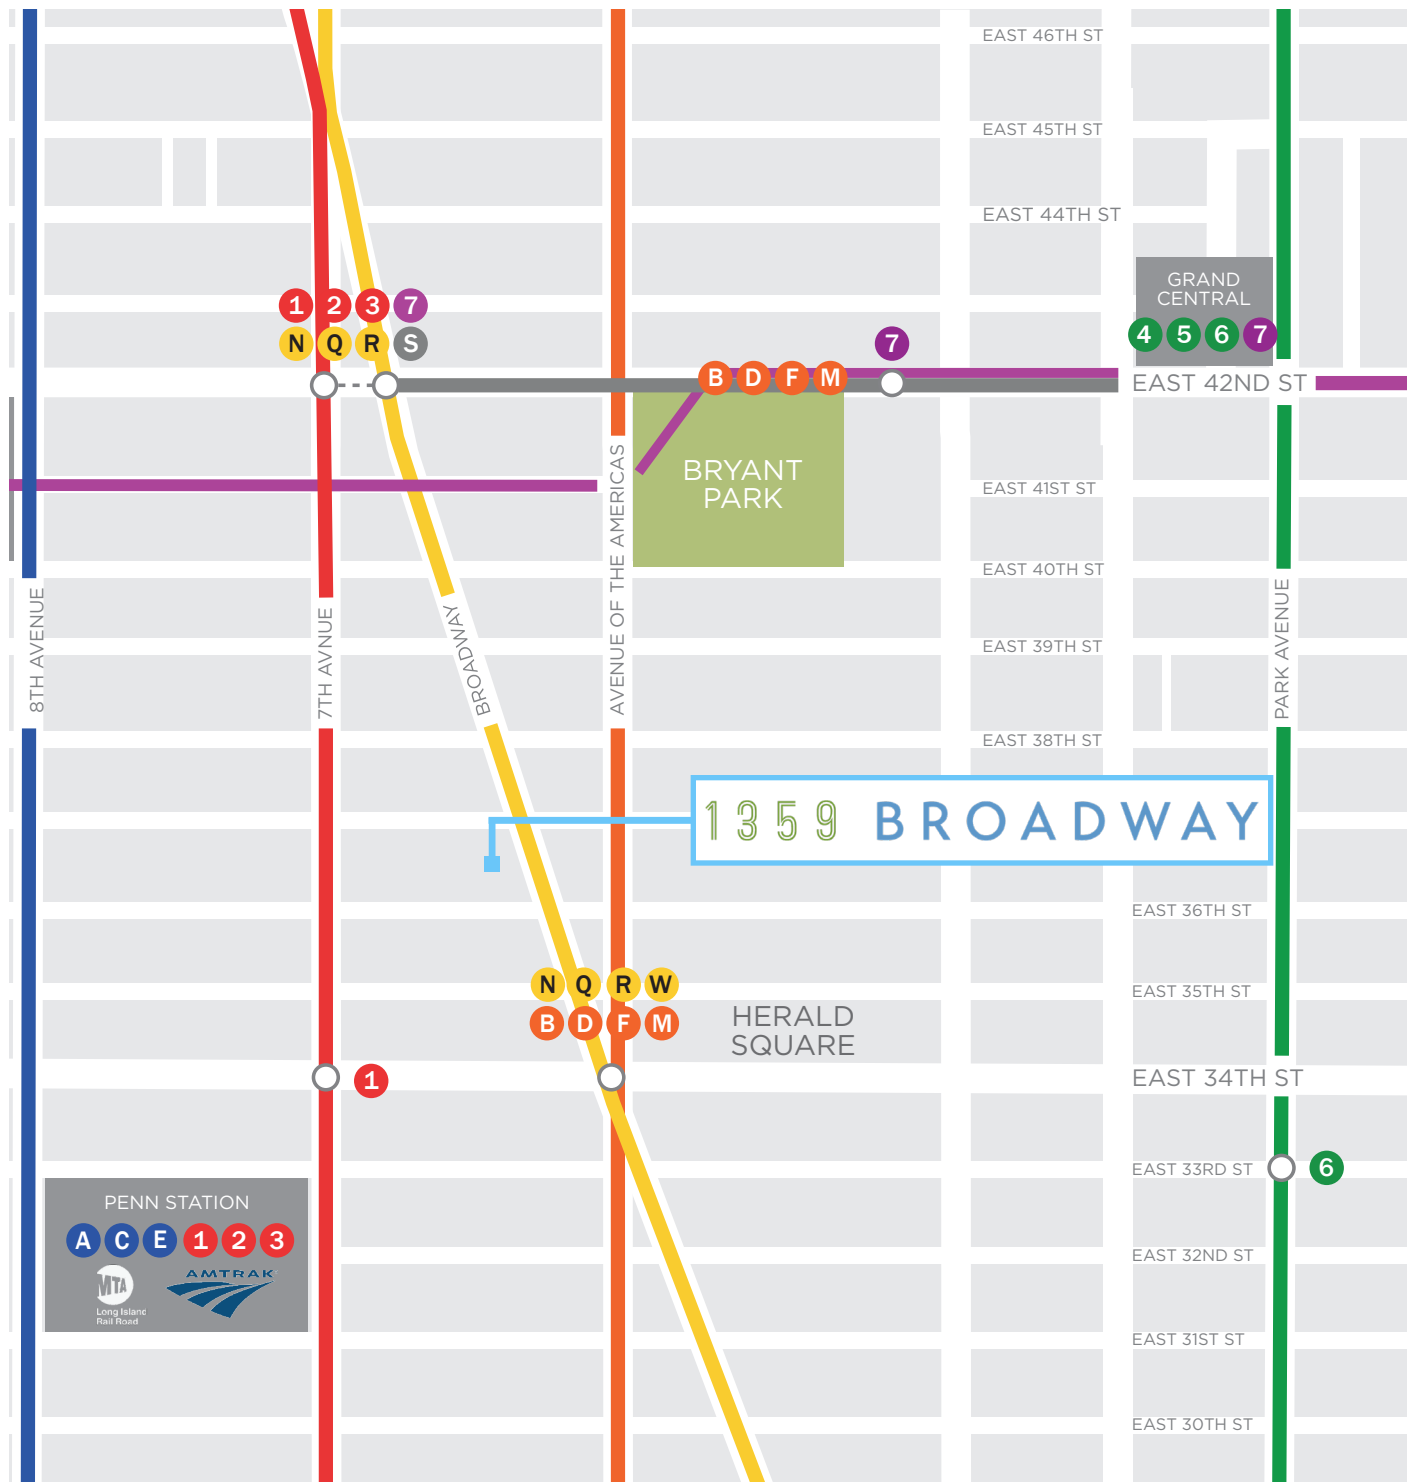 EAST 46TH ST
EAST 45TH ST
EAST 44TH ST
GRAND
CENTRAL
4 5 6 7
1 2 3 7
N Q R S
7
B D F M
EAST 42ND ST
BRYANT
PARK
EAST 41ST ST
EAST 40TH ST
8TH AVENUE
7TH AVNUE
BROADWAY
AVENUE OF THE AMERICAS
PARK AVENUE
EAST 39TH ST
EAST 38TH ST
1359 BROADWAY
EAST 36TH ST
N Q R W
B D F M
EAST 35TH ST
HERALD
SQUARE
1
EAST 34TH ST
EAST 33RD ST
6
PENN STATION
A C E 1 2 3
MTA
Long Island
Rail Road
AMTRAK
EAST 32ND ST
EAST 31ST ST
EAST 30TH ST